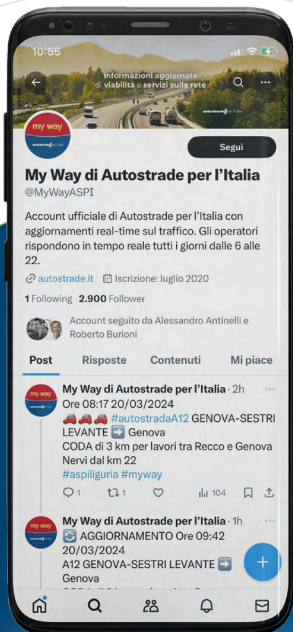 10:55
Informazioni aggiornate
di viabilità e servizi sulla rete
my way
Segui
My Way di Autostrade per l'Italia
@MyWayASPI
Account ufficiale di Autostrade per l'Italia con
aggiornamenti real-time sul traffico. Gli operatori
rispondono in tempo reale tutti i giorni dalle 6 alle
22.
autostrade.it Iscrizione: luglio 2020
1 Following 2.900 Follower
Account seguito da Alessandro Antinelli e
Roberto Burioni
Post Risposte Contenuti Mi piace
my way
My Way di Autostrade per l'Italia · 2h
Ore 08:17 20/03/2024
#autostradaA12 GENOVA-SESTRI
LEVANTE ➡️ Genova
CODA di 3 km per lavori tra Recco e Genova
Nervi dal km 22
#aspiliguria #myway
1 1 104
my way
My Way di Autostrade per l'Italia · 1h
AGGIORNAMENTO Ore 09:42
20/03/2024
A12 GENOVA-SESTRI LEVANTE ➡️
Genova